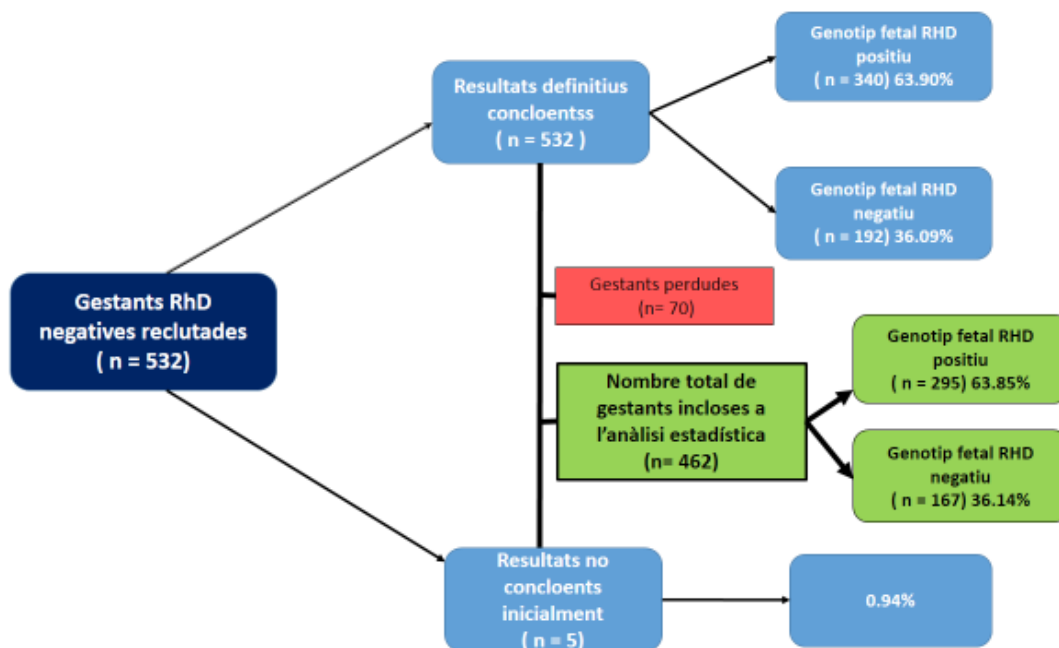 Gestants RhD
negatives reclutades
( n = 532)
Resultats definitius
concloentss
( n = 532 )
Genotip fetal RHD
positiu
( n = 340) 63.90%
Genotip fetal RHD
negatiu
( n = 192) 36.09%
Gestants perdudes
(n= 70)
Nombre total de
gestants incloses a
l'anàlisi estadística
(n= 462)
Genotip fetal RHD
positiu
( n = 295) 63.85%
Genotip fetal RHD
negatiu
( n = 167) 36.14%
Resultats no
concloents
inicialment
( n = 5)
0.94%